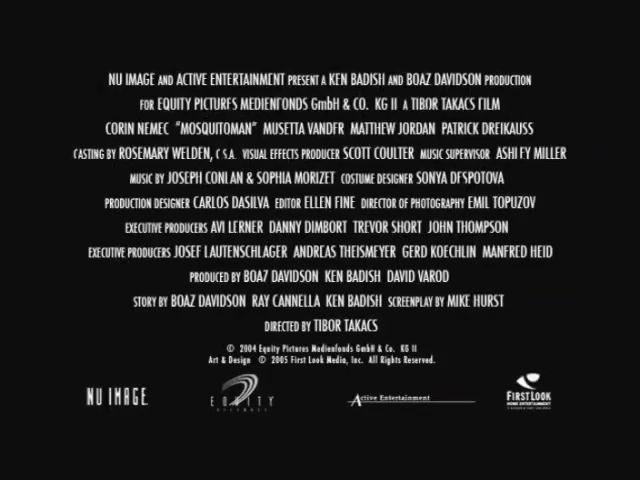 NU IMAGE AND ACTIVE ENTERTAINMENT PRESENT A KEN BADISH AND BOAZ DAVIDSON PRODUCTION
FOR EQUITY PICTURES MEDIENFONDS GmbH & CO. KG II A TIBOR TAKACS FILM
CORIN NEMEC "MOSQUITOMAN" MUSETTA VANDER MATTHEW JORDAN PATRICK DREIKAUSS
CASTING BY ROSEMARY WELDEN, C.S.A. VISUAL EFFECTS PRODUCER SCOTT COULTER MUSIC SUPERVISOR ASHLEY MILLER
MUSIC BY JOSEPH CONLAN & SOPHIA MORIZET COSTUME DESIGNER SONYA DESPOTOVA
PRODUCTION DESIGNER CARLOS DASILVA EDITOR ELLEN FINE DIRECTOR OF PHOTOGRAPHY EMIL TOPUZOV
EXECUTIVE PRODUCERS AVI LERNER DANNY DIMBORT TREVOR SHORT JOHN THOMPSON
EXECUTIVE PRODUCERS JOSEF LAUTENSCHLAGER ANDREAS THEISMEYER GERD KOECHLIN MANFRED HEID
PRODUCED BY BOAZ DAVIDSON KEN BADISH DAVID VAROD
STORY BY BOAZ DAVIDSON RAY CANNELLA KEN BADISH SCREENPLAY BY MIKE HURST
DIRECTED BY TIBOR TAKACS
© 2004 Equity Pictures Medienfonds GmbH & Co. KG II
Art & Design © 2005 First Look Media, Inc. All Rights Reserved.
NU IMAGE
EQUITY
PICTURES
Active Entertainment
FIRST LOOK
HOME ENTERTAINMENT